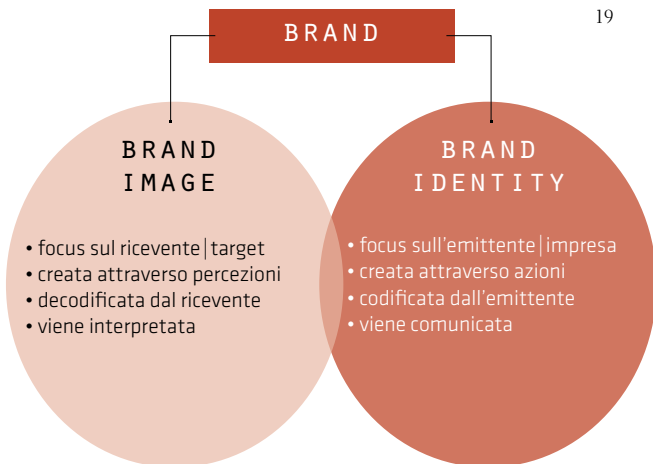 19
BRAND
BRAND
IMAGE
• focus sul ricevente|target
• creata attraverso percezioni
• decodificata dal ricevente
• viene interpretata
BRAND
IDENTITY
• focus sull'emittente|impresa
• creata attraverso azioni
• codificata dall'emittente
• viene comunicata